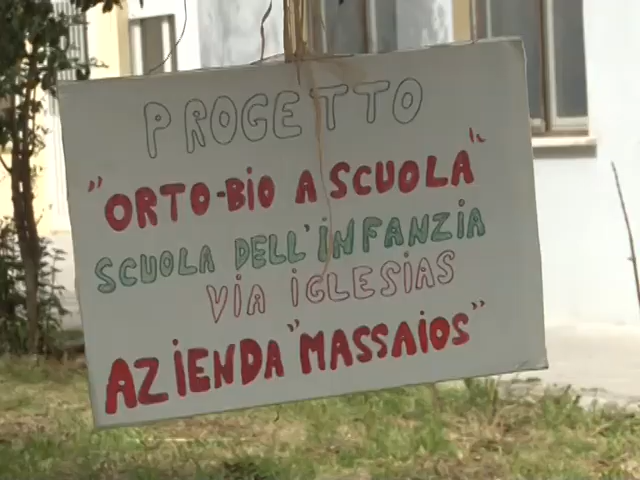 PROGETTO
"ORTO-BiO A SCUOLA"
SCUOLA DELL'iNFANZiA
ViA iGLESiAS
AZiENDA "MASSAiOS"